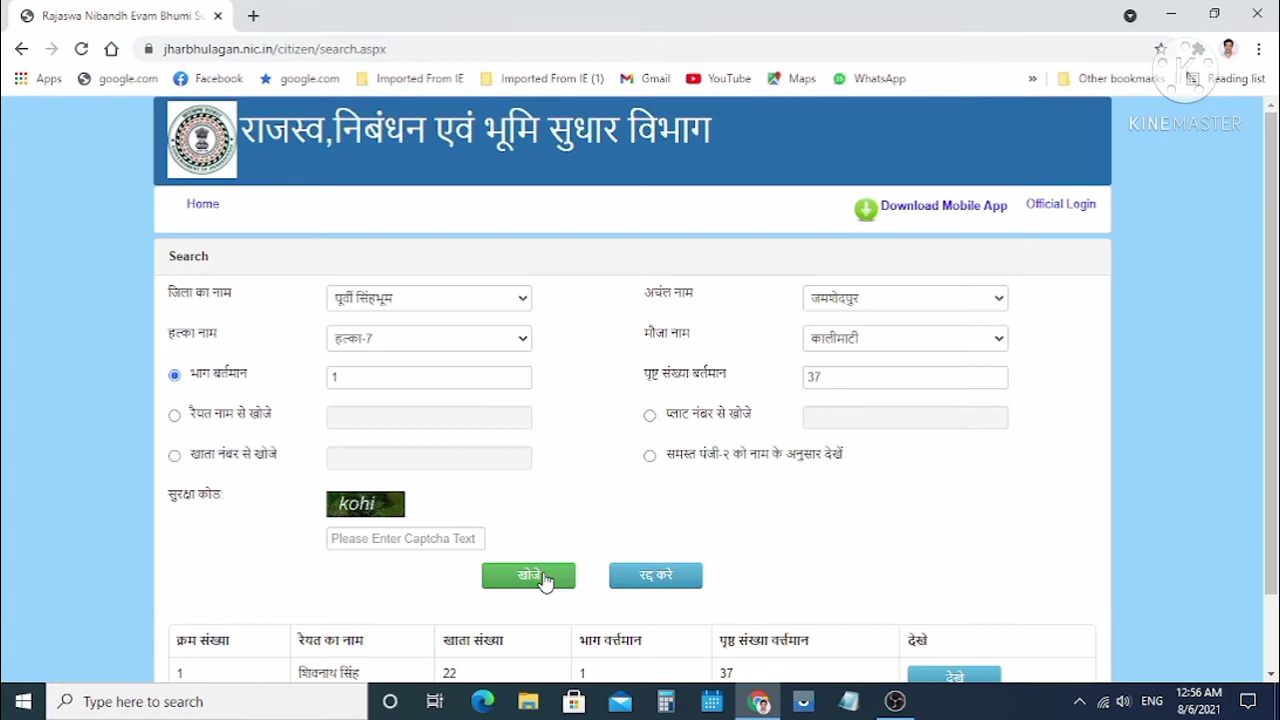 Rajaswa Nibandh Evam Bhumi Su
jharbhulagan.nic.in/citizen/search.aspx
Apps google.com Facebook google.com Imported From IE Imported From IE (1) Gmail YouTube Maps WhatsApp » Other bookmarks Reading list
KINEMASTER
राजस्व,निबंधन एवं भूमि सुधार विभाग
Home Download Mobile App Official Login
Search
जिला का नाम पूर्वी सिंहभूम अचंल नाम जमशेदपुर
हल्का नाम हल्का-7 मौजा नाम कालीमाटी
भाग बर्तमान 1 पृष्ट संख्या बर्तमान 37
रैयत नाम से खोजे प्लाट नंबर से खोजे
खाता नंबर से खोजे समस्त पंजी-२ को नाम के अनुसार देखें
सुरक्षा कोड: kohi
Please Enter Captcha Text
खोजे रद्द करे
क्रम संख्या रैयत का नाम खाता संख्या भाग वर्त्तमान पृष्ट संख्या वर्त्तमान देखे
1 शिवनाथ सिंह 22 1 37 देखे
Type here to search ENG 12:56 AM
8/6/2021